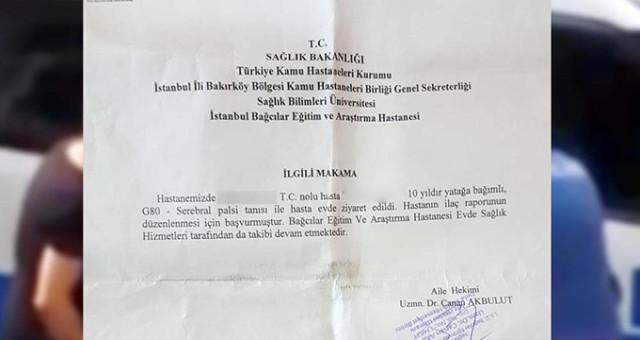 T.C.
SAĞLIK BAKANLIĞI
Türkiye Kamu Hastaneleri Kurumu
İstanbul İli Bakırköy Bölgesi Kamu Hastaneleri Birliği Genel Sekreterliği
Sağlık Bilimleri Üniversitesi
İstanbul Bağcılar Eğitim ve Araştırma Hastanesi
İLGİLİ MAKAMA
Hastanemizde T.C. nolu hasta 10 yıldır yatağa bağımlı,
G80 - Serebral palsi tanısı ile hasta evde ziyaret edildi. Hastanın ilaç raporunun
düzenlenmesi için başvurmuştur. Bağcılar Eğitim Ve Araştırma Hastanesi Evde Sağlık
Hizmetleri tarafından da takibi devam etmektedir.
Aile Hekimi
Uzmn. Dr. Canan AKBULUT